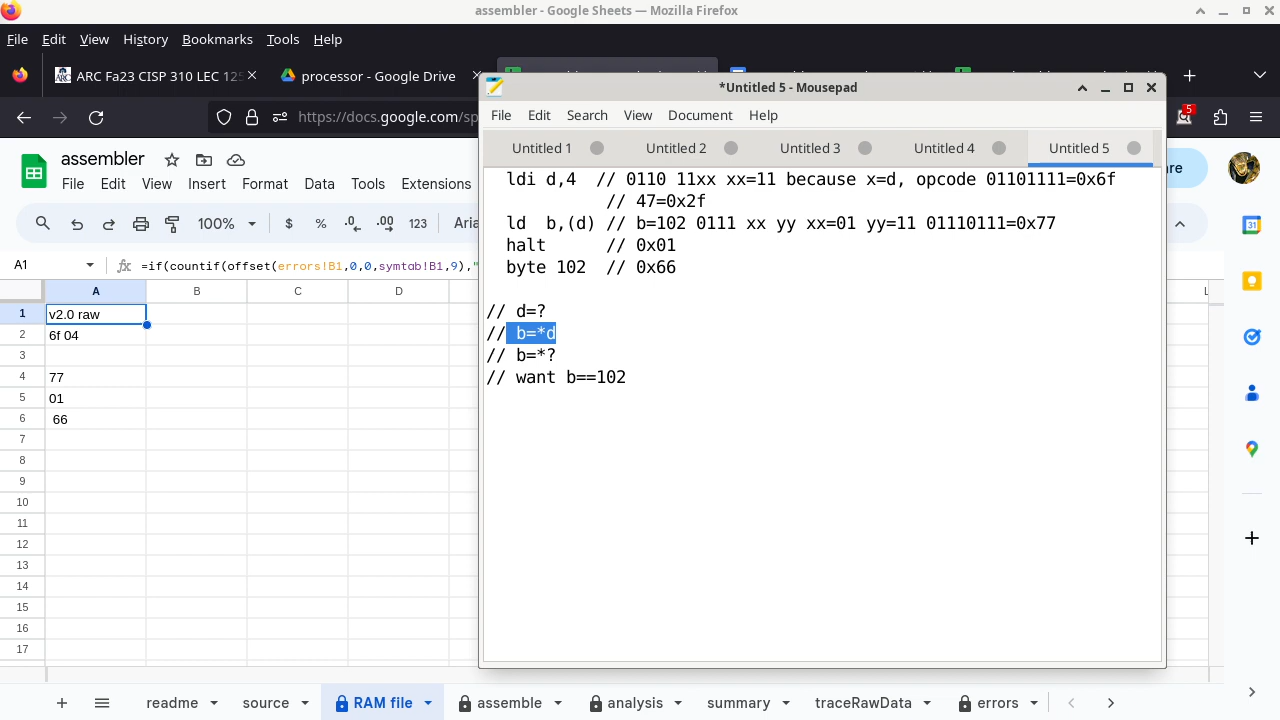 assembler - Google Sheets — Mozilla Firefox
File Edit View History Bookmarks Tools Help
ARC Fa23 CISP 310 LEC 125
processor - Google Drive
https://docs.google.com/sp
5
assembler
File Edit View Insert Format Data Tools Extensions
100% $ % .0 .00 123 Aria
A1 =if(countif(offset(errors!B1,0,0,symtab!B1,9),"
A B C D
1 v2.0 raw
2 6f 04
3
4 77
5 01
6 66
7
8
9
10
11
12
13
14
15
16
17
*Untitled 5 - Mousepad
File Edit Search View Document Help
Untitled 1 Untitled 2 Untitled 3 Untitled 4 Untitled 5
ldi d,4 // 0110 11xx xx=11 because x=d, opcode 01101111=0x6f
// 47=0x2f
ld b,(d) // b=102 0111 xx yy xx=01 yy=11 01110111=0x77
halt // 0x01
byte 102 // 0x66
// d=?
// b=*d
// b=*?
// want b==102
are
31
readme source RAM file assemble analysis summary traceRawData errors